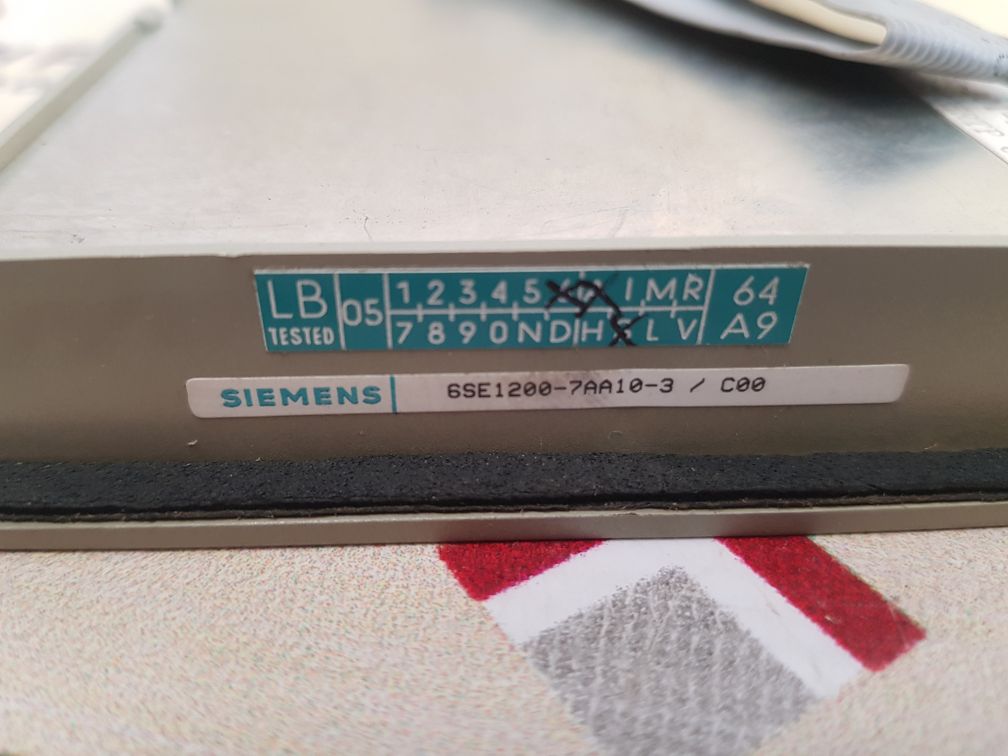 LB 05 1 2 3 4 5 I M R 64
TESTED 7 8 9 0 N D H L V A9
SIEMENS 6SE1200-7AA10-3 / C00